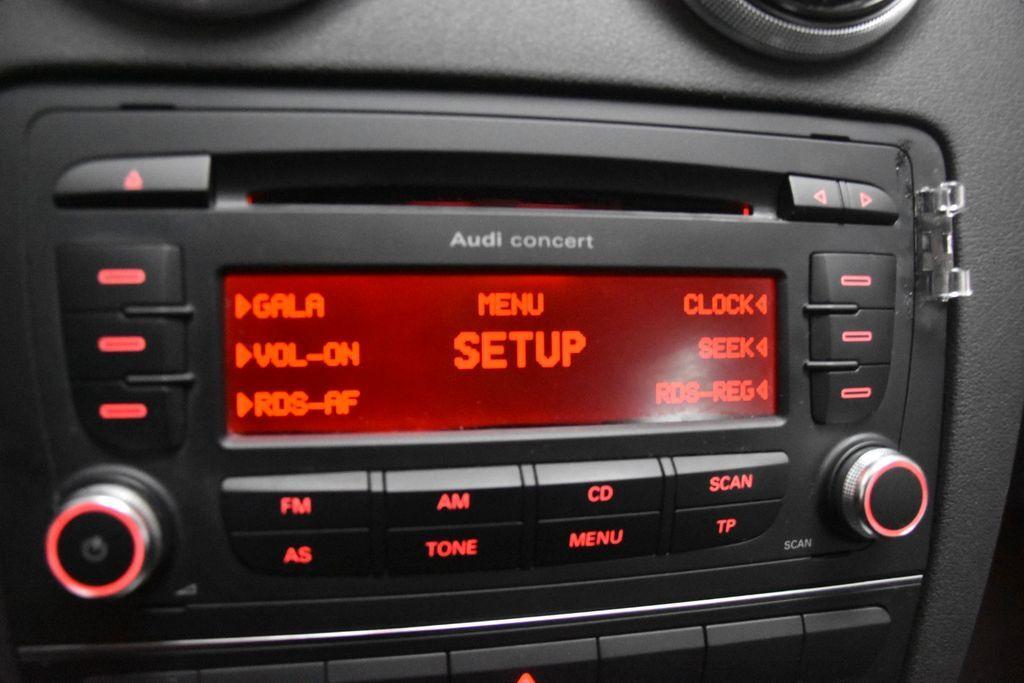 Audi concert
GALA MENU CLOCK
VOL-ON SETUP SEEK
RDS-AF RDS-REG
FM AM CD SCAN
AS TONE MENU TP
SCAN